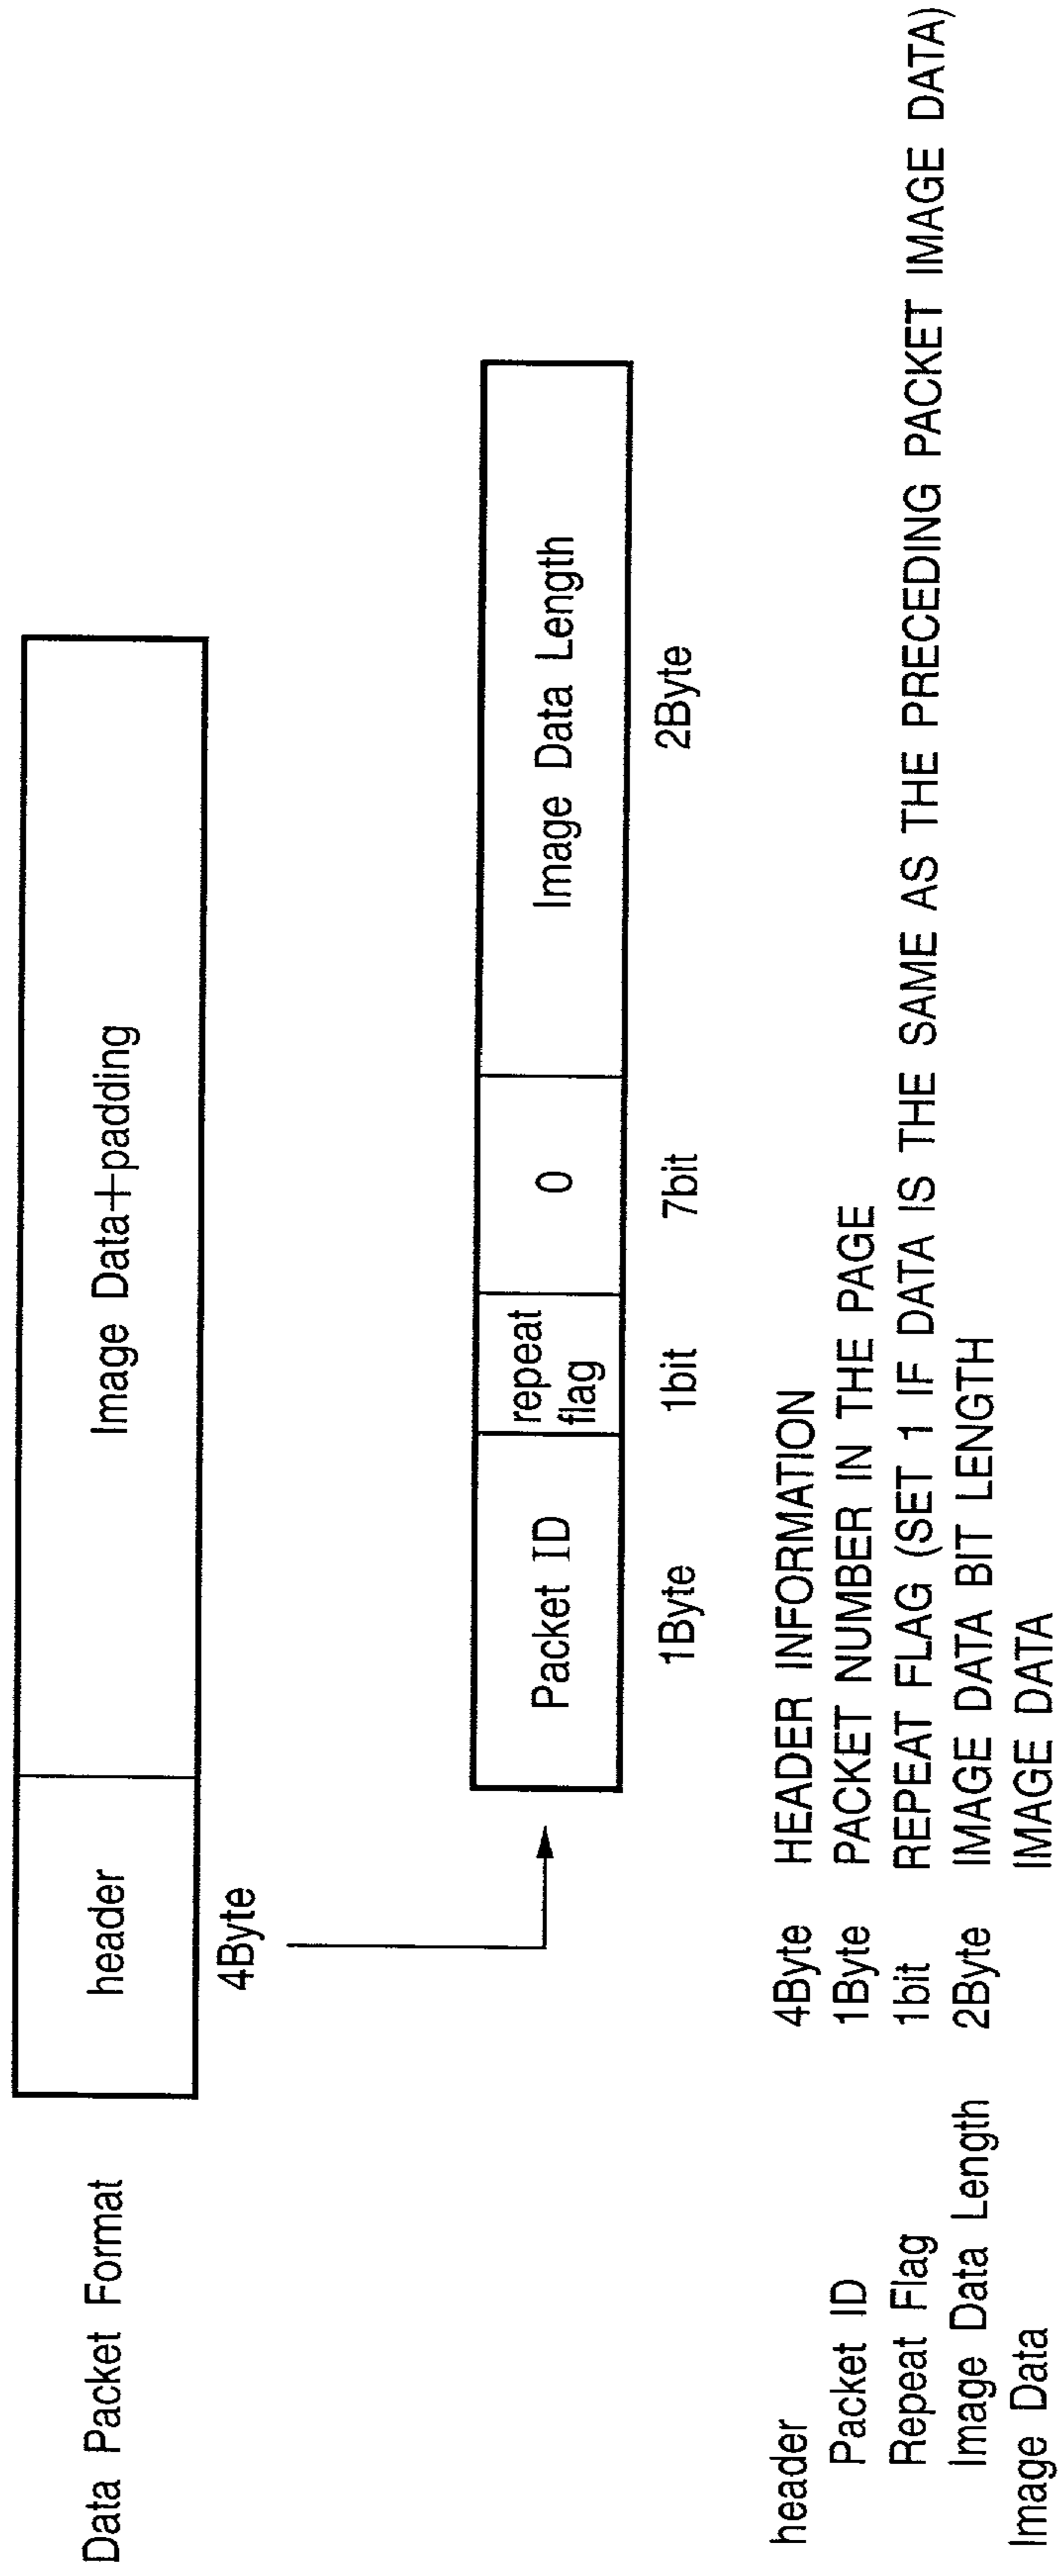 Data Packet Format
header
Image Data+padding
4Byte
Packet ID
repeat
flag
0
Image Data Length
1Byte
1bit
7bit
2Byte
header 4Byte HEADER INFORMATION
Packet ID 1Byte PACKET NUMBER IN THE PAGE
Repeat Flag 1bit REPEAT FLAG (SET 1 IF DATA IS THE SAME AS THE PRECEDING PACKET IMAGE DATA)
Image Data Length 2Byte IMAGE DATA BIT LENGTH
Image Data IMAGE DATA